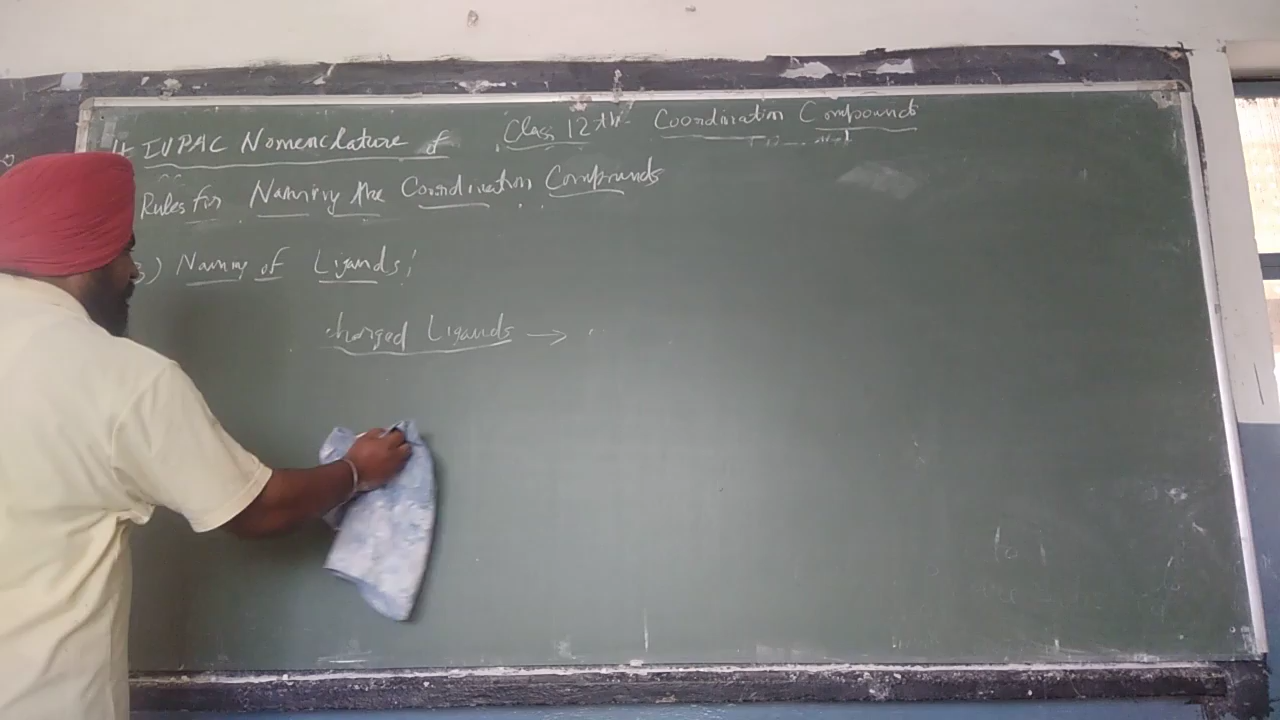 IUPAC Nomenclature of Class 12th Coordination Compounds
Rules for Naming the Coordination Compounds
3) Naming of Ligands:
charged Ligands →